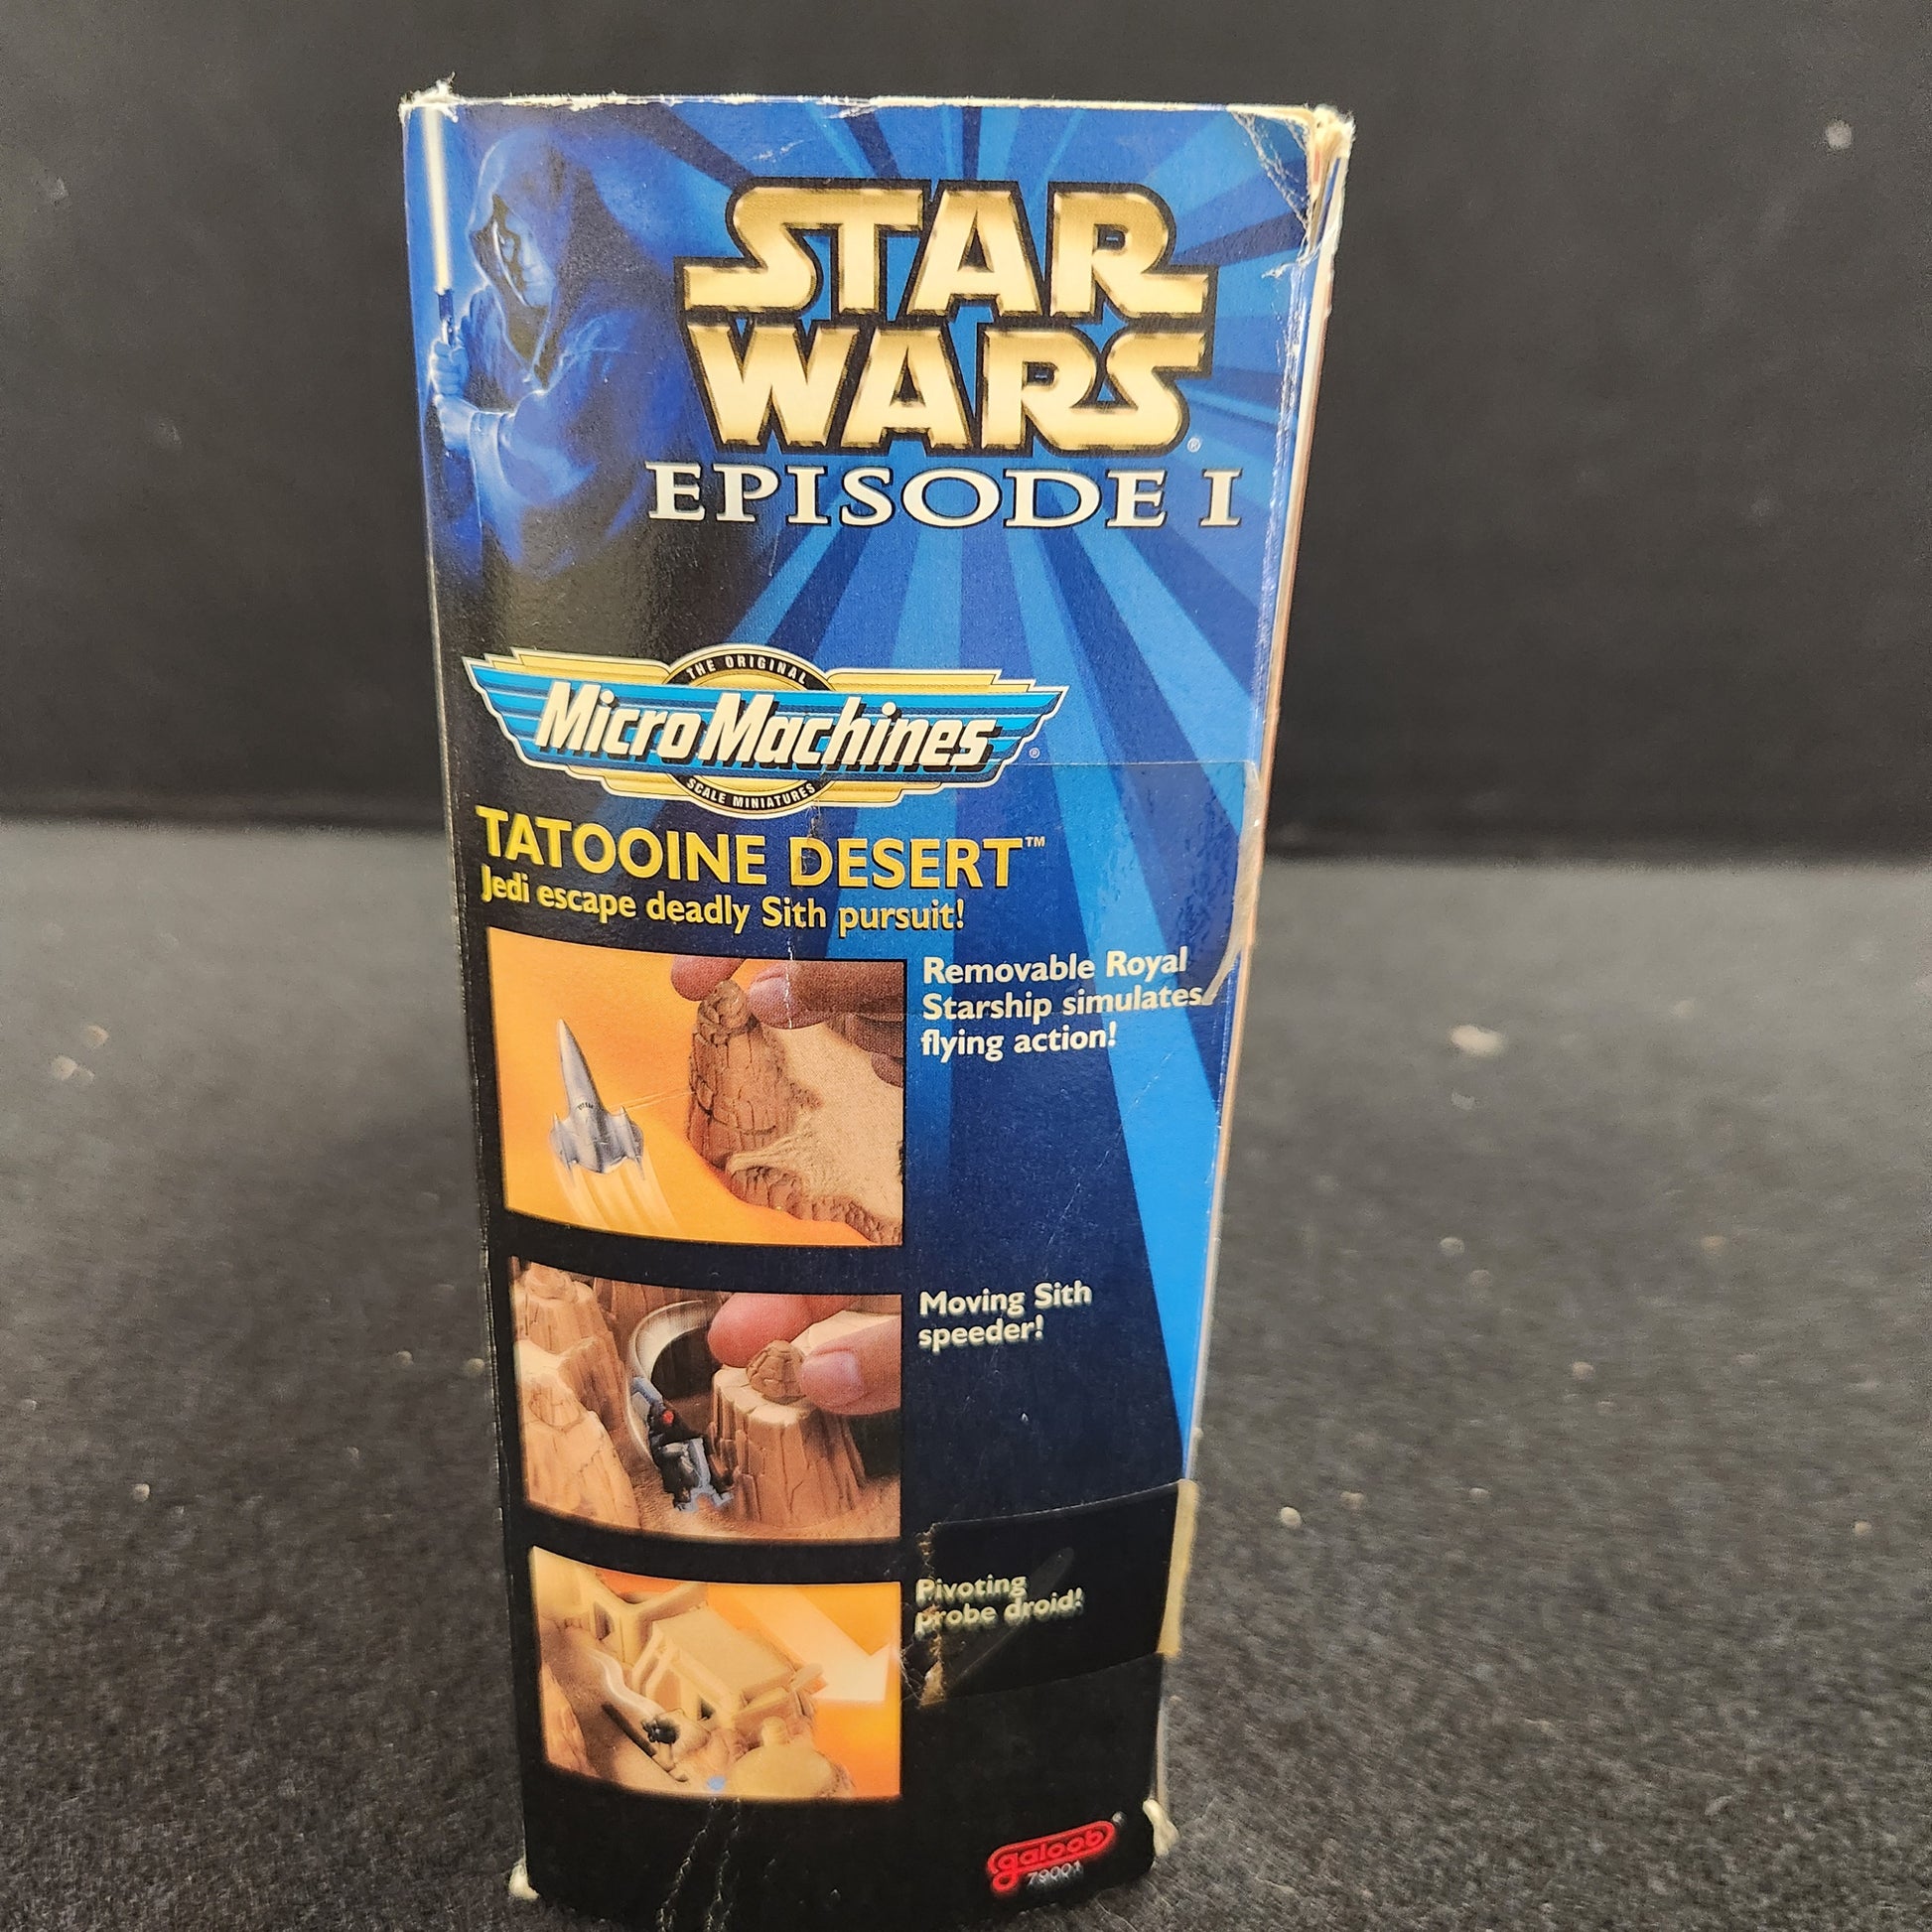 STAR
WARS®
EPISODE I
THE ORIGINAL
Micro Machines®
SCALE MINIATURES
TATOOINE DESERT™
Jedi escape deadly Sith pursuit!
Removable Royal
Starship simulates
flying action!
Moving Sith
speeder!
Pivoting
probe droid!
galoob®
79001